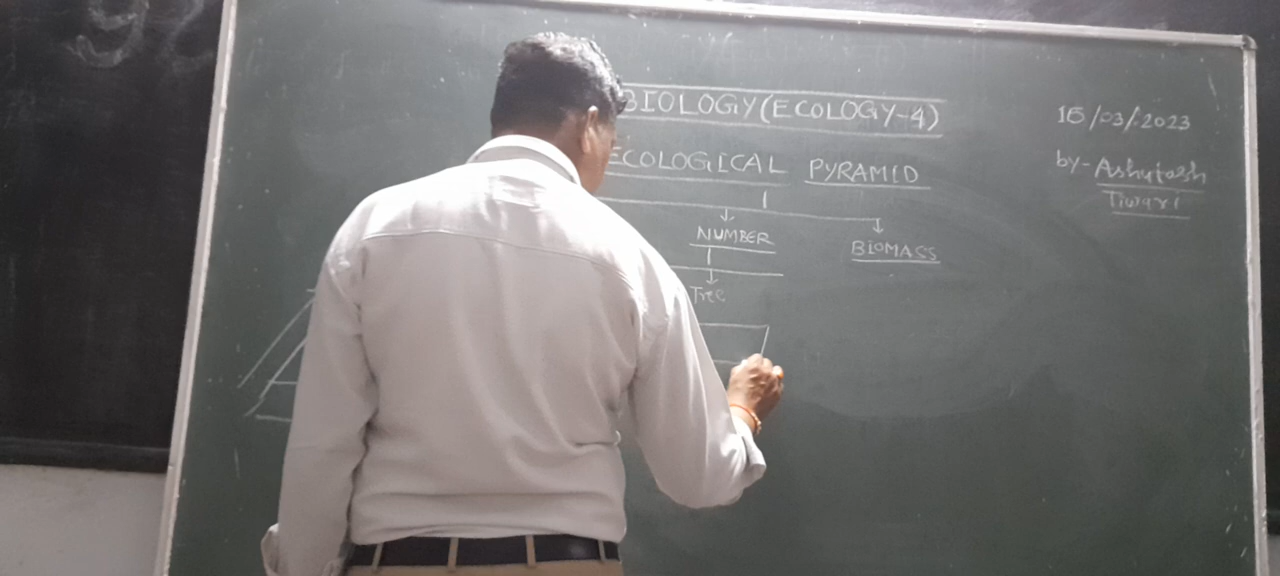 BIOLOGY (ECOLOGY-4)
15/03/2023
ECOLOGICAL PYRAMID
by- Ashutosh
Tiwari
NUMBER
BIOMASS
Tree